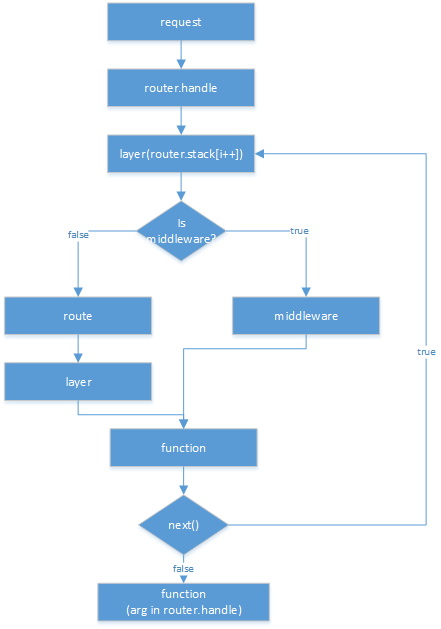 request
router.handle
layer(router.stack[i++])
Is
middleware?
false
true
route
middleware
layer
true
function
next()
false
function
(arg in router.handle)